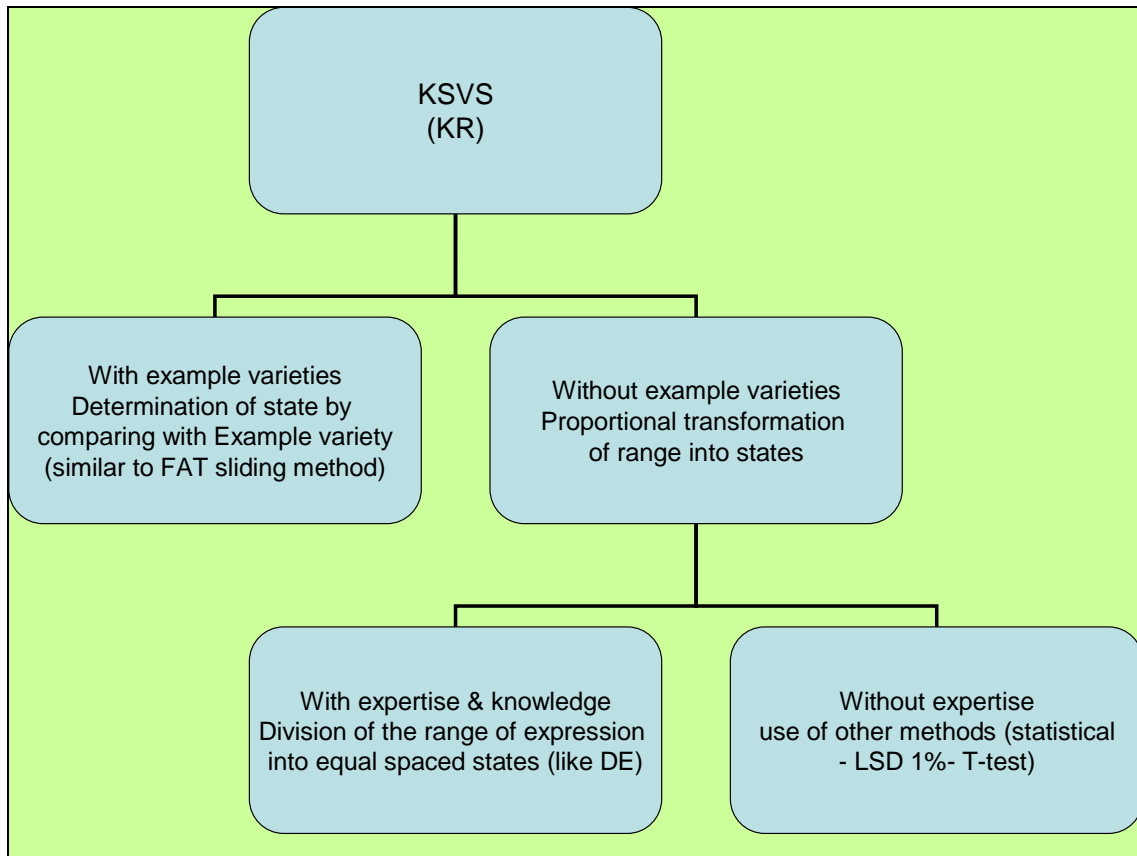 KSVS
(KR)
With example varieties
Determination of state by
comparing with Example variety
(similar to FAT sliding method)
Without example varieties
Proportional transformation
of range into states
With expertise & knowledge
Division of the range of expression
into equal spaced states (like DE)
Without expertise
use of other methods (statistical
- LSD 1%- T-test)